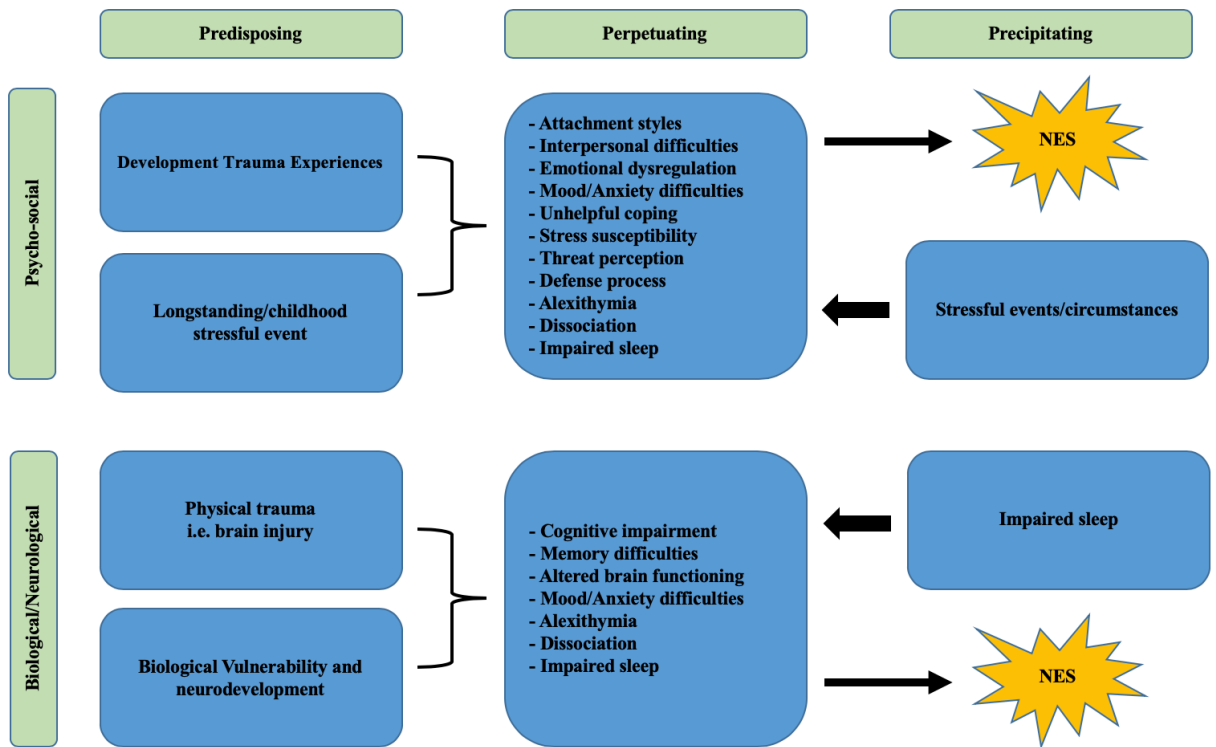 Predisposing
Perpetuating
Precipitating
Psycho-social
Development Trauma Experiences
Longstanding/childhood
stressful event
- Attachment styles
- Interpersonal difficulties
- Emotional dysregulation
- Mood/Anxiety difficulties
- Unhelpful coping
- Stress susceptibility
- Threat perception
- Defense process
- Alexithymia
- Dissociation
- Impaired sleep
NES
Stressful events/circumstances
Biological/Neurological
Physical trauma
i.e. brain injury
Biological Vulnerability and
neurodevelopment
- Cognitive impairment
- Memory difficulties
- Altered brain functioning
- Mood/Anxiety difficulties
- Alexithymia
- Dissociation
- Impaired sleep
Impaired sleep
NES